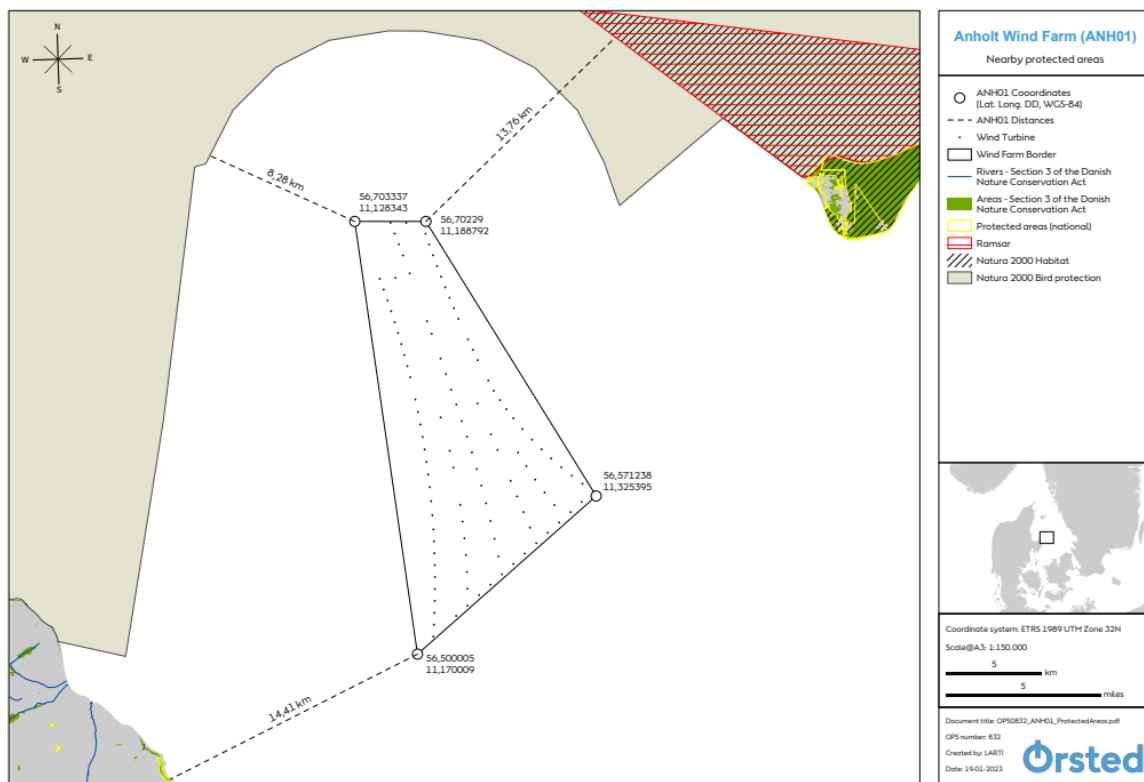 N
W E
S
8,28 km
13,76 km
56,703337
11,128343
56,70229
11,188792
56,571238
11,325395
56,500005
11,170009
14,41 km
Anholt Wind Farm (ANH01)
Nearby protected areas
ANH01 Cooordinates
(Lat. Long. DD, WGS-84)
ANH01 Distances
Wind Turbine
Wind Farm Border
Rivers - Section 3 of the Danish
Nature Conservation Act
Areas - Section 3 of the Danish
Nature Conservation Act
Protected areas (national)
Ramsar
Natura 2000 Habitat
Natura 2000 Bird protection
Coordinate system: ETRS 1989 UTM Zone 32N
Scale@A3: 1:150.000
5
km
5
miles
Document title: OPS0832_ANH01_ProtectedAreas.pdf
OPS number: 832
Created by: LARTI
Date: 19-01-2023
Ørsted